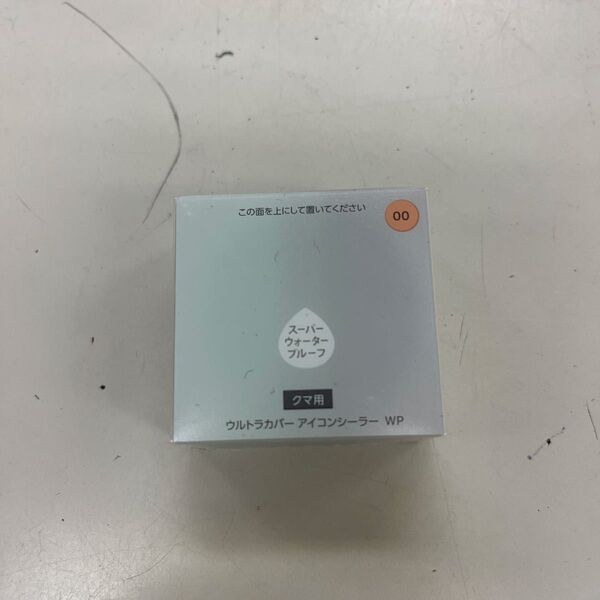 この面を上にして置いてください
00
スーパー
ウォーター
プルーフ
クマ用
ウルトラカバー アイコンシーラー WP